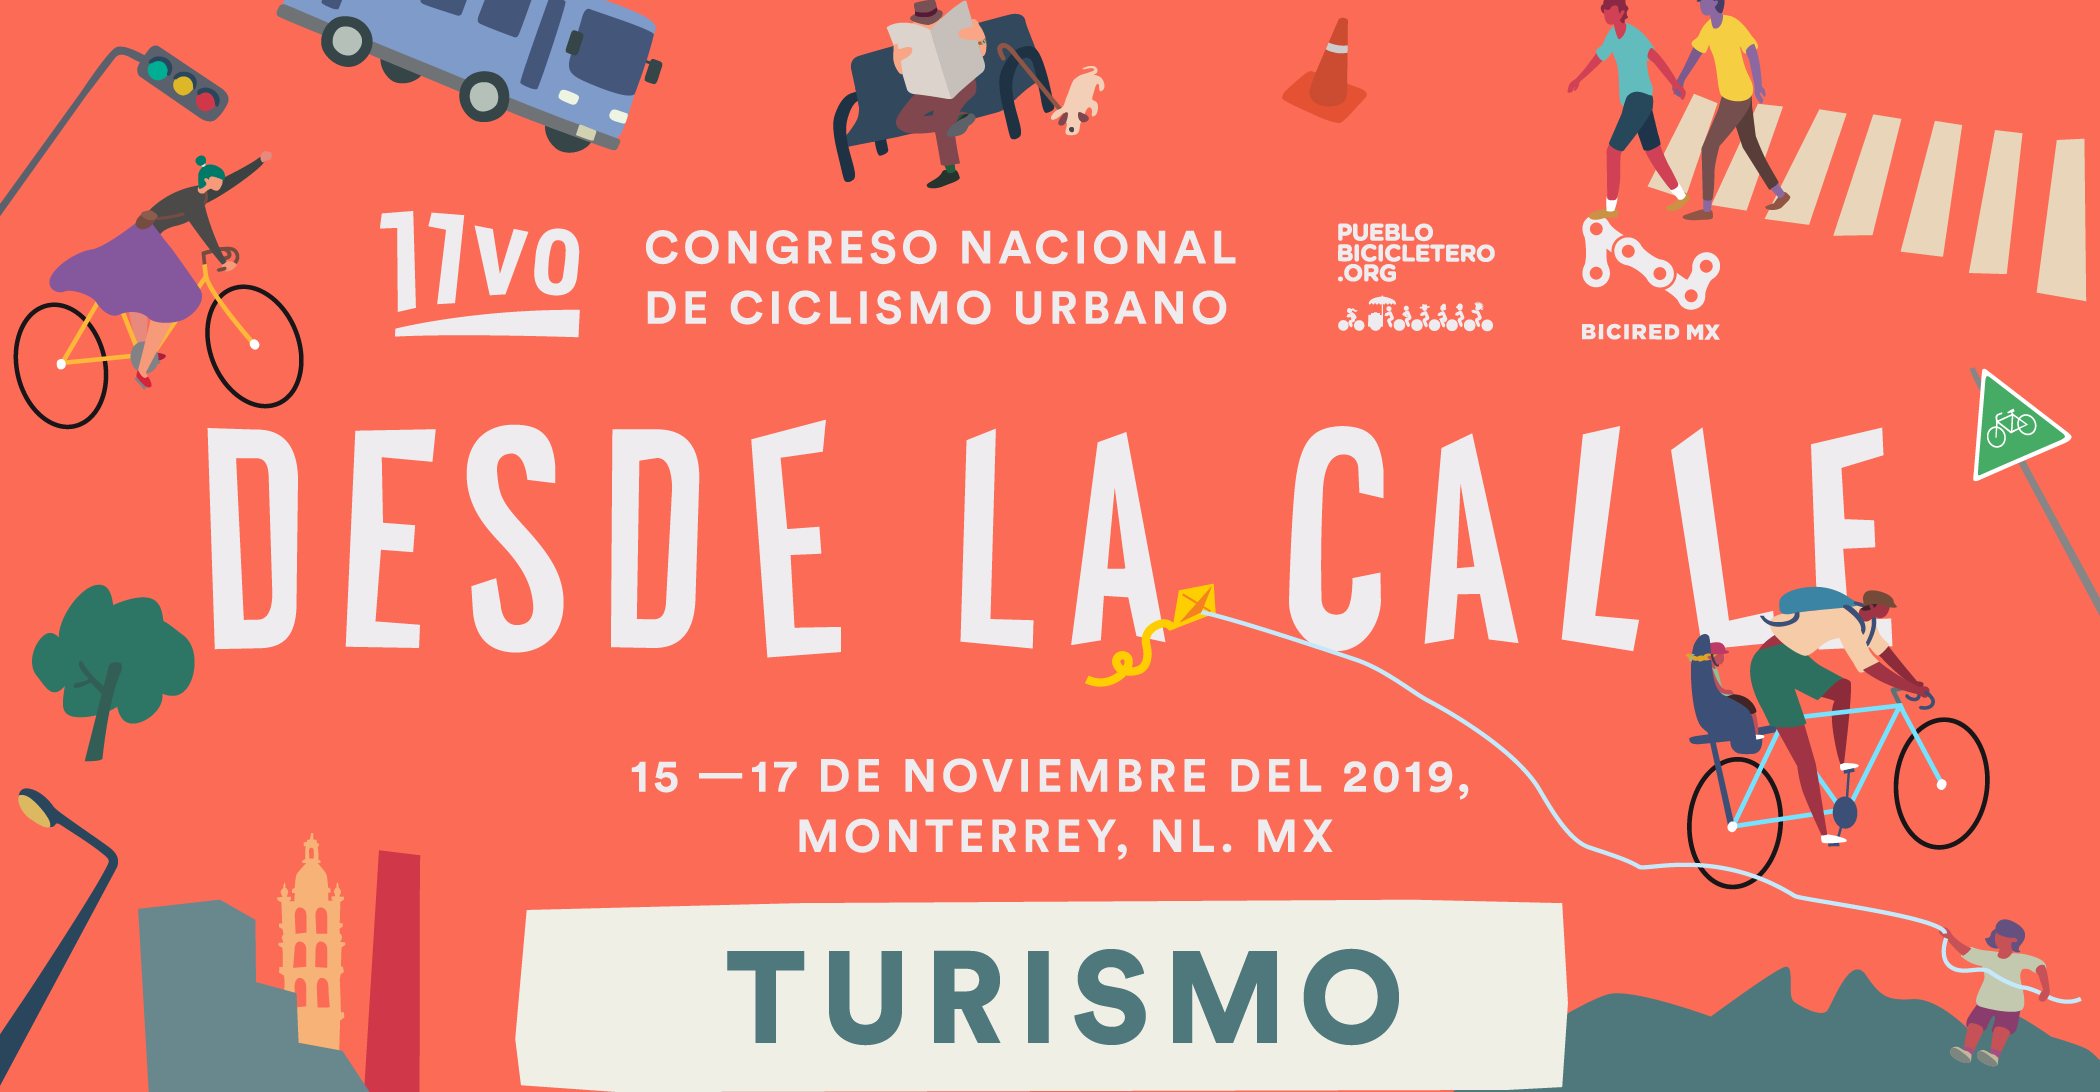 11vo
CONGRESO NACIONAL
DE CICLISMO URBANO
PUEBLO
BICICLETERO
.ORG
BICIRED MX
DESDE LA CALLE
15 —17 DE NOVIEMBRE DEL 2019,
MONTERREY, NL. MX
TURISMO